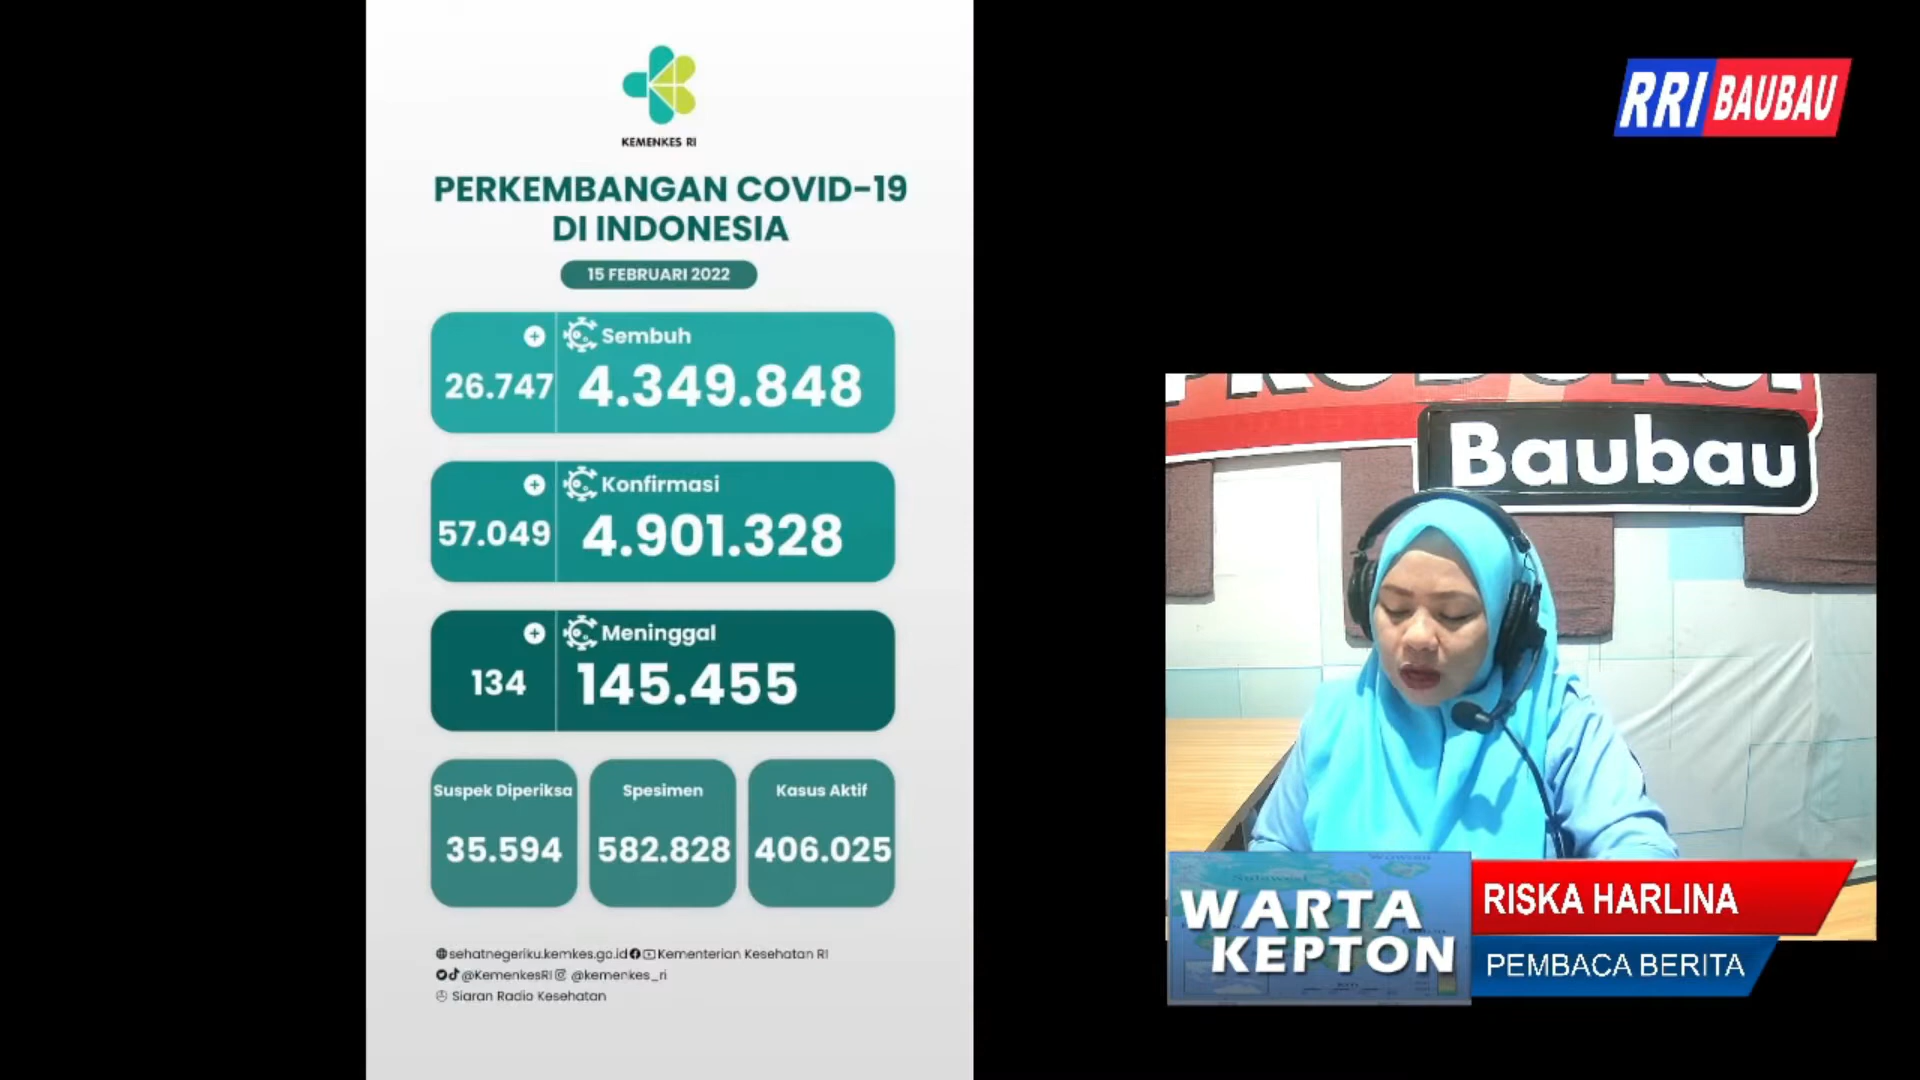 KEMENKES RI
PERKEMBANGAN COVID-19
DI INDONESIA
15 FEBRUARI 2022
Sembuh
26.747
4.349.848
Konfirmasi
57.049
4.901.328
Meninggal
134
145.455
Suspek Diperiksa
35.594
Spesimen
582.828
Kasus Aktif
406.025
sehatnegeriku.kemkes.go.id Kementerian Kesehatan RI
@KemenkesRI @kemenkes_ri
Siaran Radio Kesehatan
RRI BAUBAU
Baubau
WARTA
KEPTON
RISKA HARLINA
PEMBACA BERITA